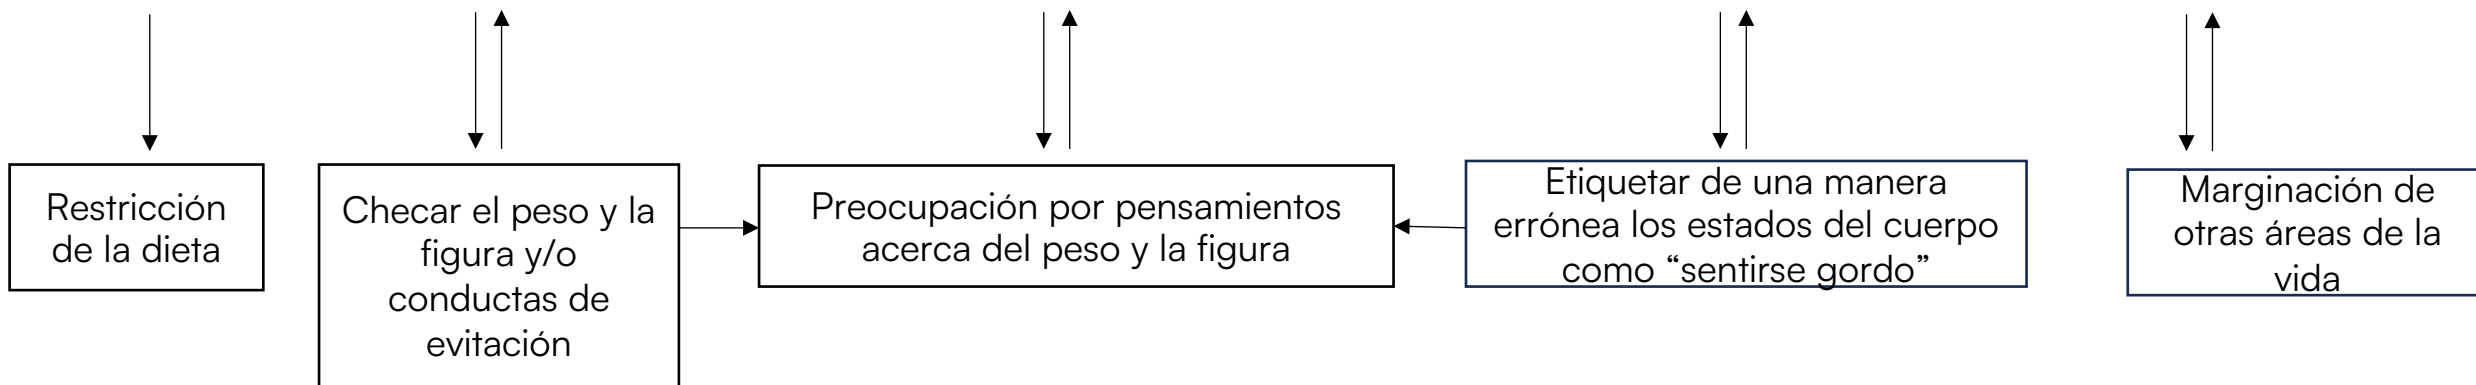 Restricción
de la dieta
Checar el peso y la
figura y/o
conductas de
evitación
Preocupación por pensamientos
acerca del peso y la figura
Etiquetar de una manera
errónea los estados del cuerpo
como “sentirse gordo”
Marginación de
otras áreas de la
vida